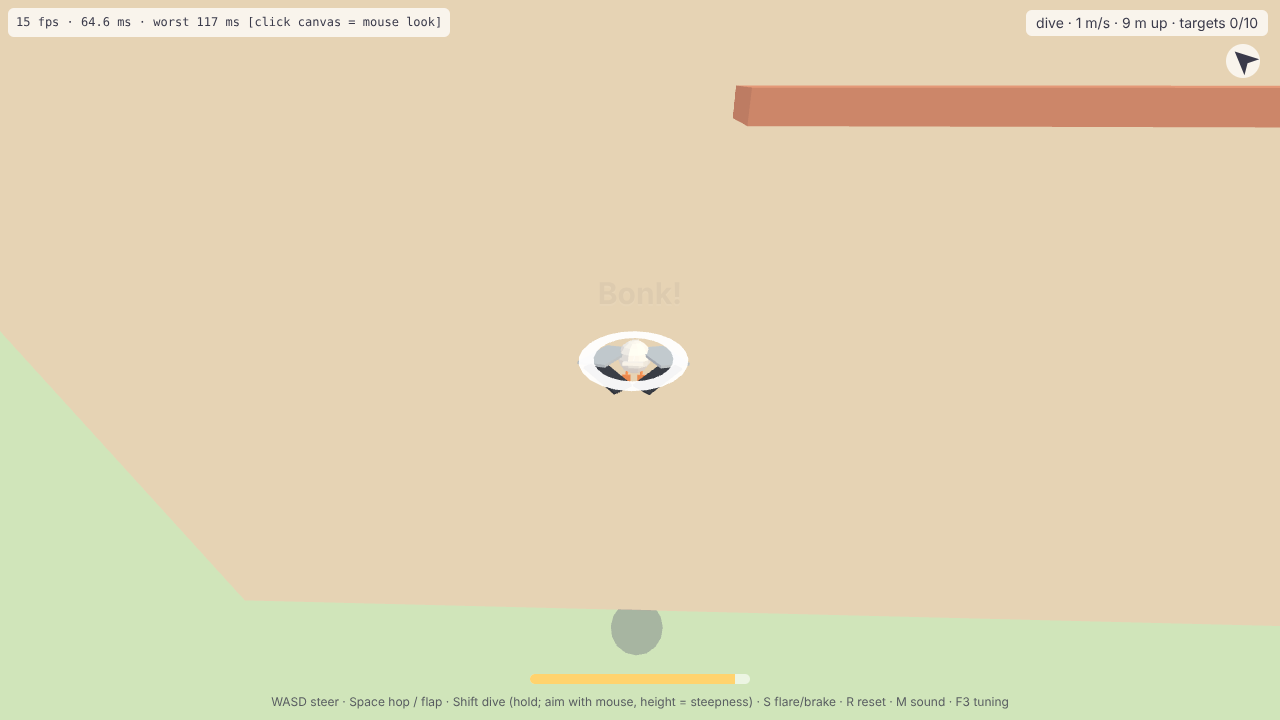 15 fps · 64.6 ms · worst 117 ms [click canvas = mouse look]
dive · 1 m/s · 9 m up · targets 0/10
Bonk!
WASD steer · Space hop / flap · Shift dive (hold; aim with mouse, height = steepness) · S flare/brake · R reset · M sound · F3 tuning